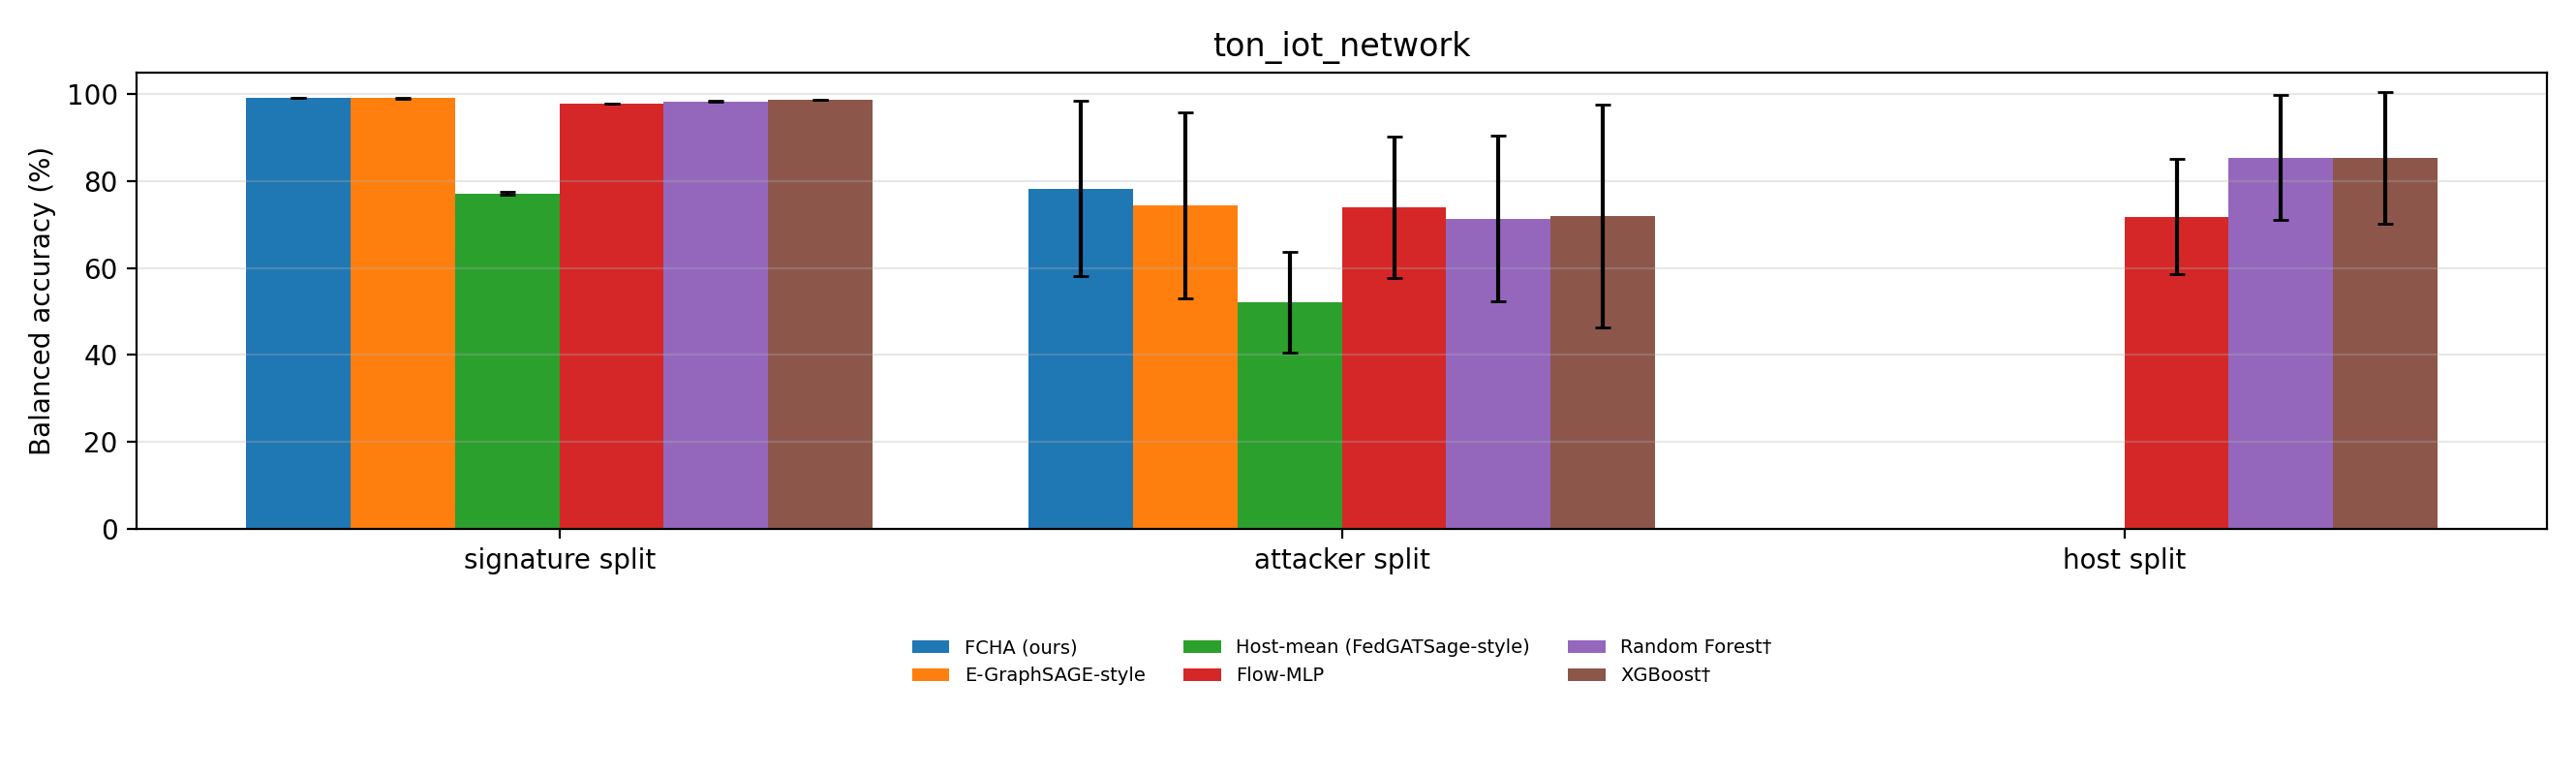 ton_iot_network
Balanced accuracy (%)
100
80
60
40
20
0
signature split
attacker split
host split
FCHA (ours)
E-GraphSAGE-style
Host-mean (FedGATSage-style)
Flow-MLP
Random Forest†
XGBoost†